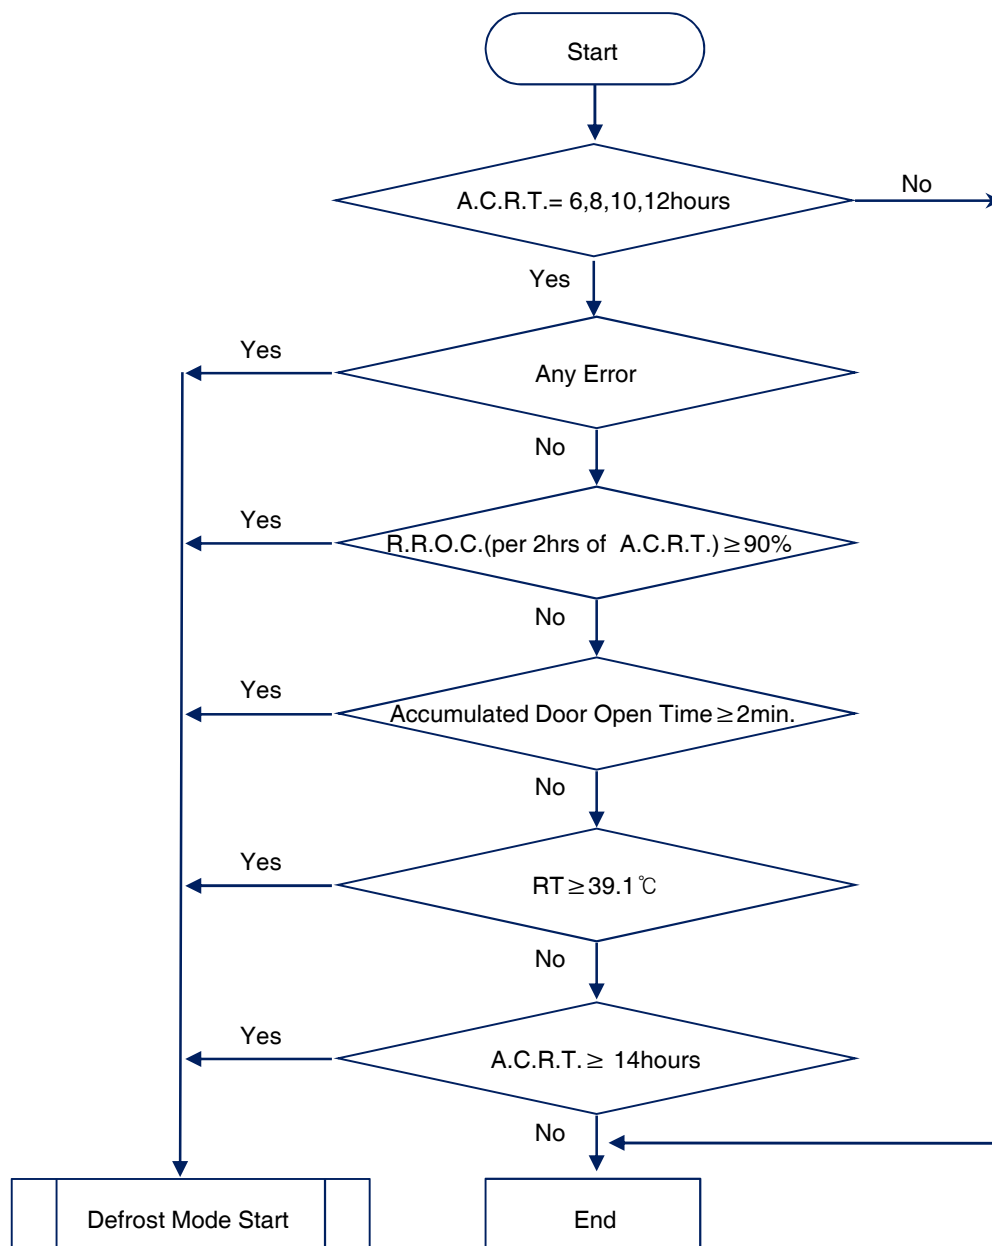 Start
A.C.R.T.= 6,8,10,12hours
No
Yes
Yes
Any Error
No
Yes
R.R.O.C.(per 2hrs of A.C.R.T.)≥90%
No
Yes
Accumulated Door Open Time≥2min.
No
Yes
RT≥39.1℃
No
Yes
A.C.R.T.≥ 14hours
No
Defrost Mode Start
End